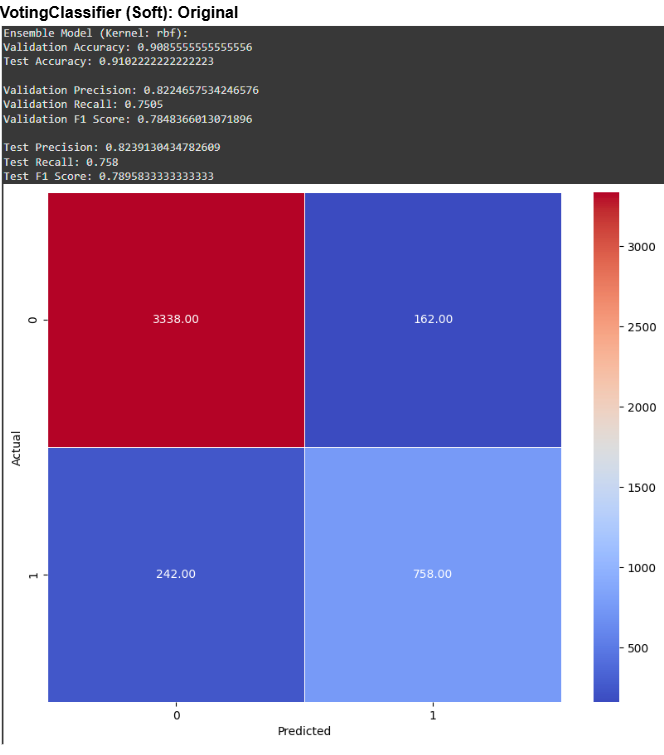 VotingClassifier (Soft): Original
Ensemble Model (Kernel: rbf):
Validation Accuracy: 0.9085555555555556
Test Accuracy: 0.9102222222222223
Validation Precision: 0.8224657534246576
Validation Recall: 0.7505
Validation F1 Score: 0.7848366013071896
Test Precision: 0.8239130434782609
Test Recall: 0.758
Test F1 Score: 0.7895833333333333
3338.00
162.00
242.00
758.00
0
1
Actual
0
1
Predicted
3000
2500
2000
1500
1000
500